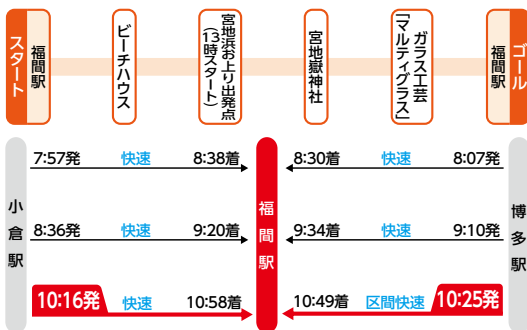 スタート
福間駅
ビーチハウス
宮地浜お上り出発点
(13時スタート)
宮地嶽神社
ガラス工芸
「マルティグラス」
福間駅
ゴール
小倉駅
7:57発 快速 8:38着
8:36発 快速 9:20着
10:16発 快速 10:58着
福間駅
8:30着 快速 8:07発
9:34着 快速 9:10発
10:49着 区間快速 10:25発
博多駅